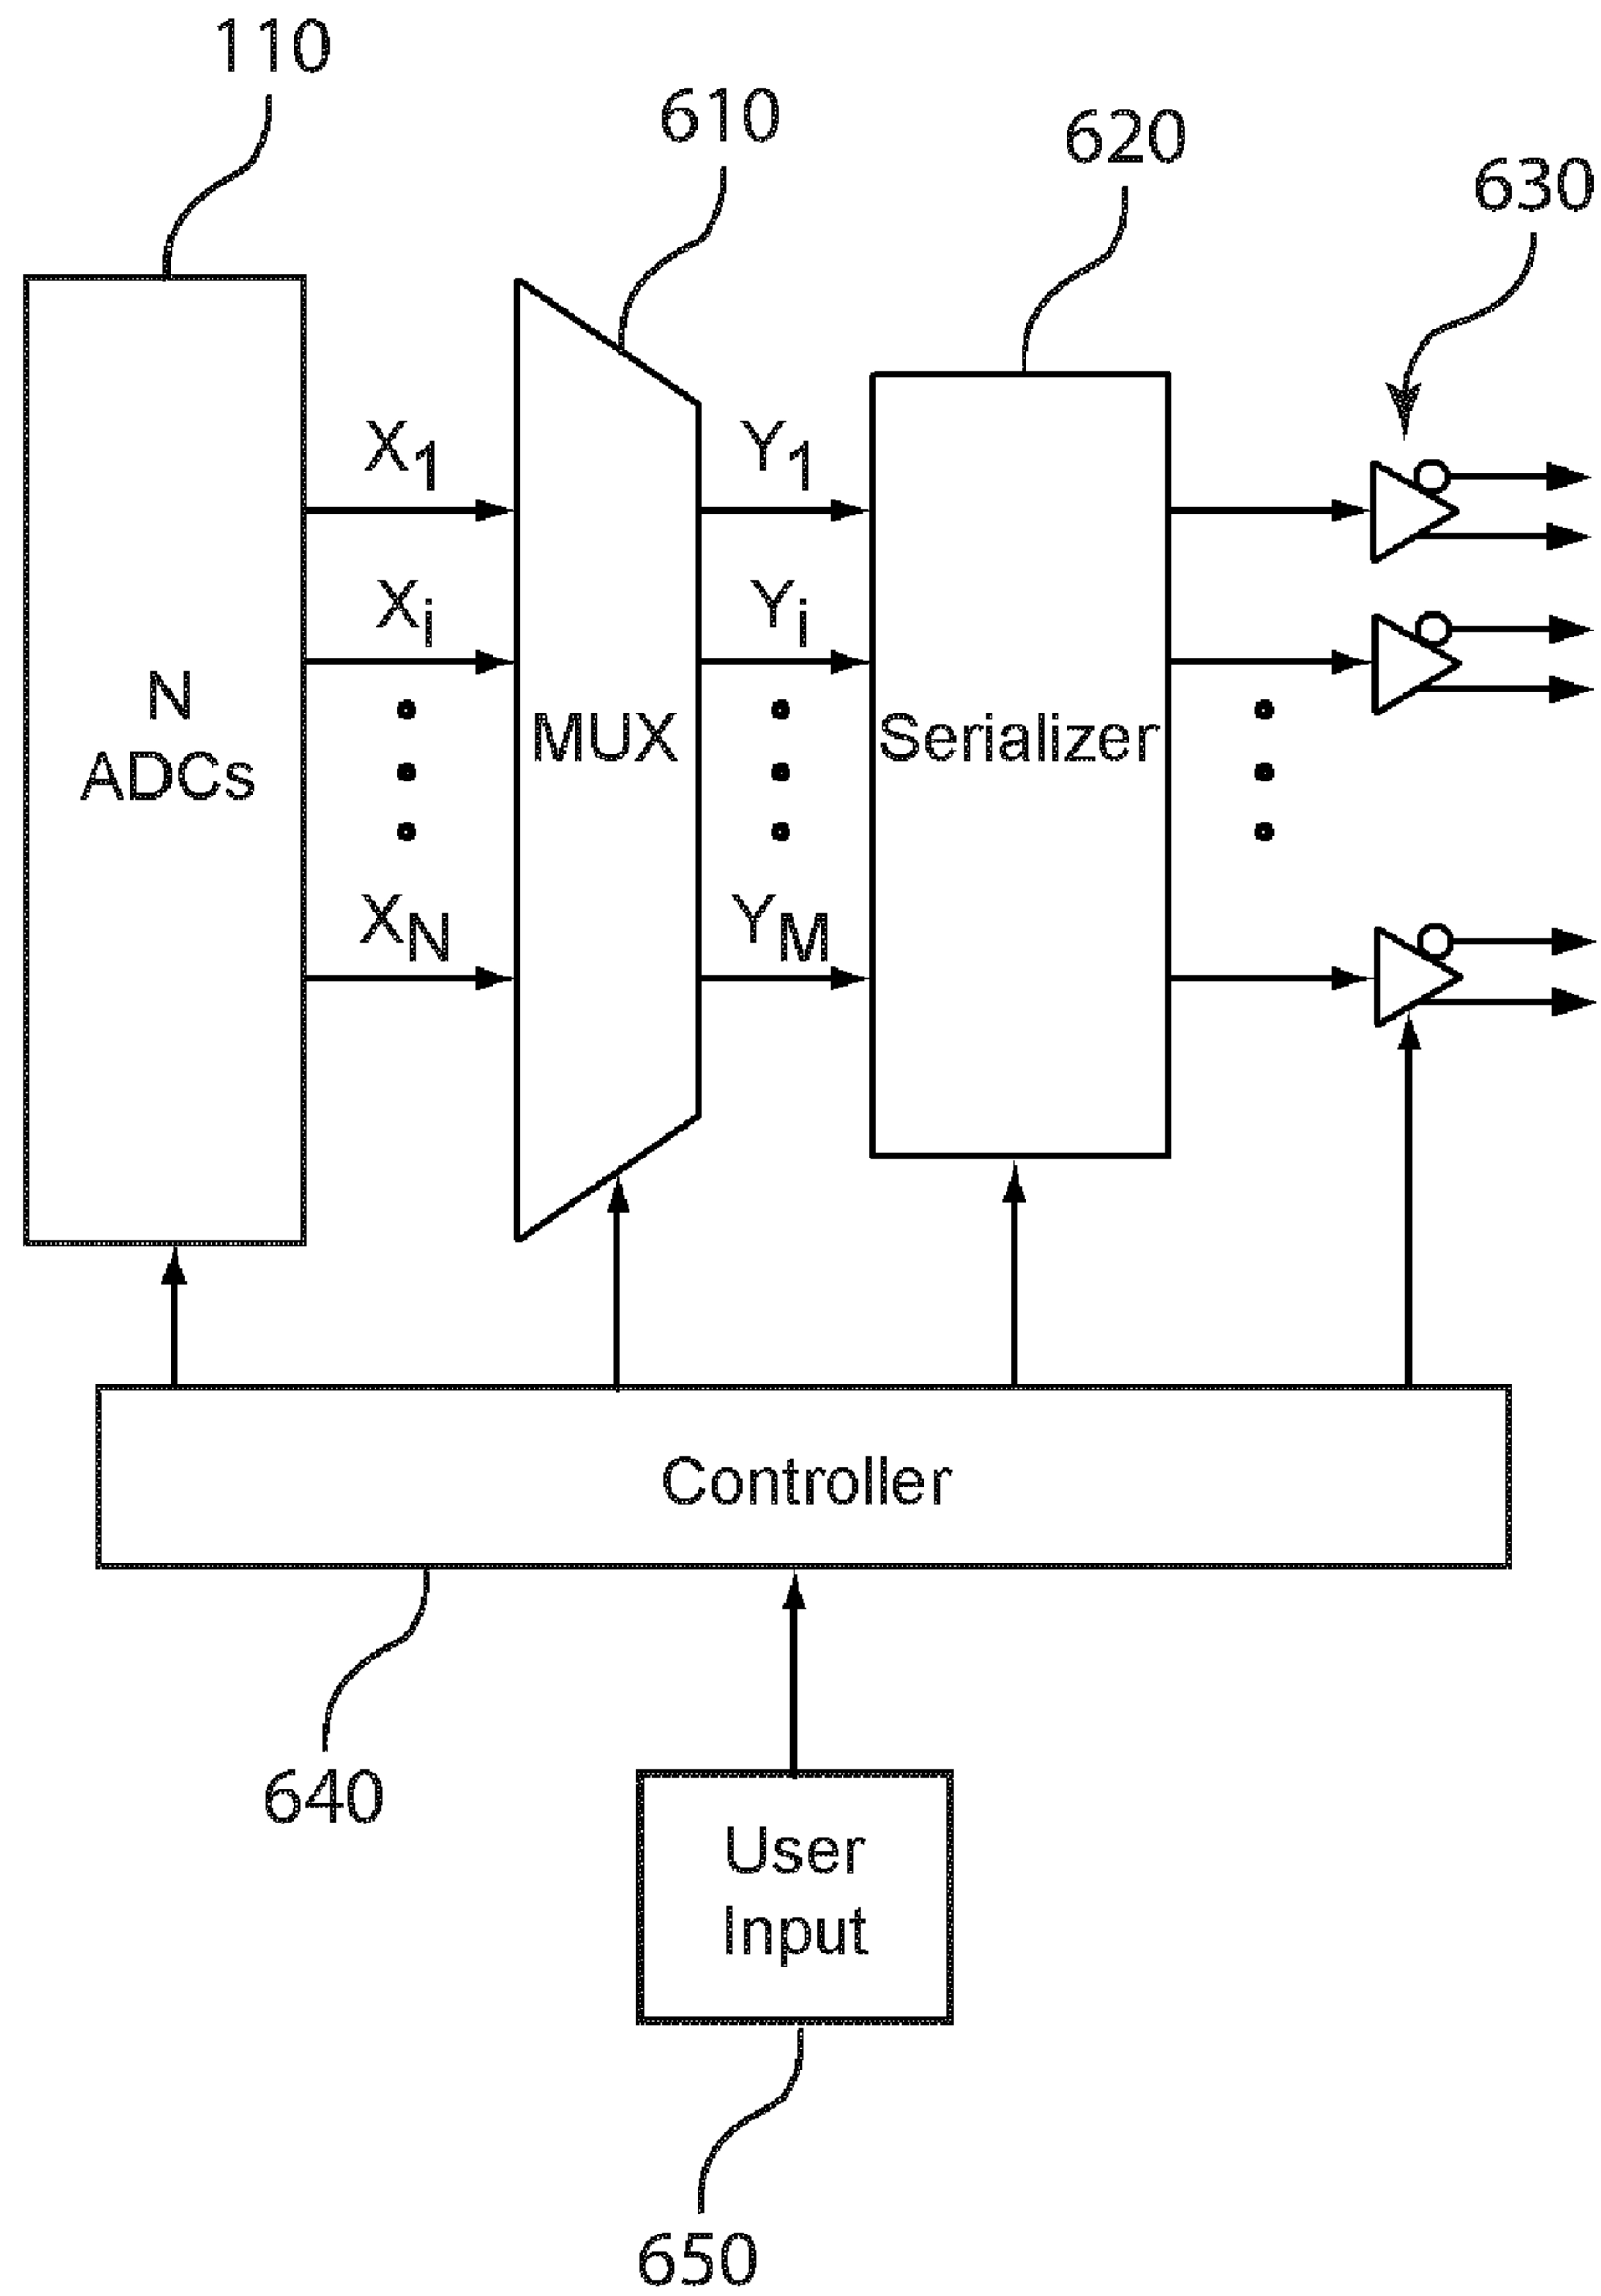 110
610
620
630
X1
Y1
Xi
Yi
N
ADCs
MUX
Serializer
XN
YM
Controller
640
User
Input
650